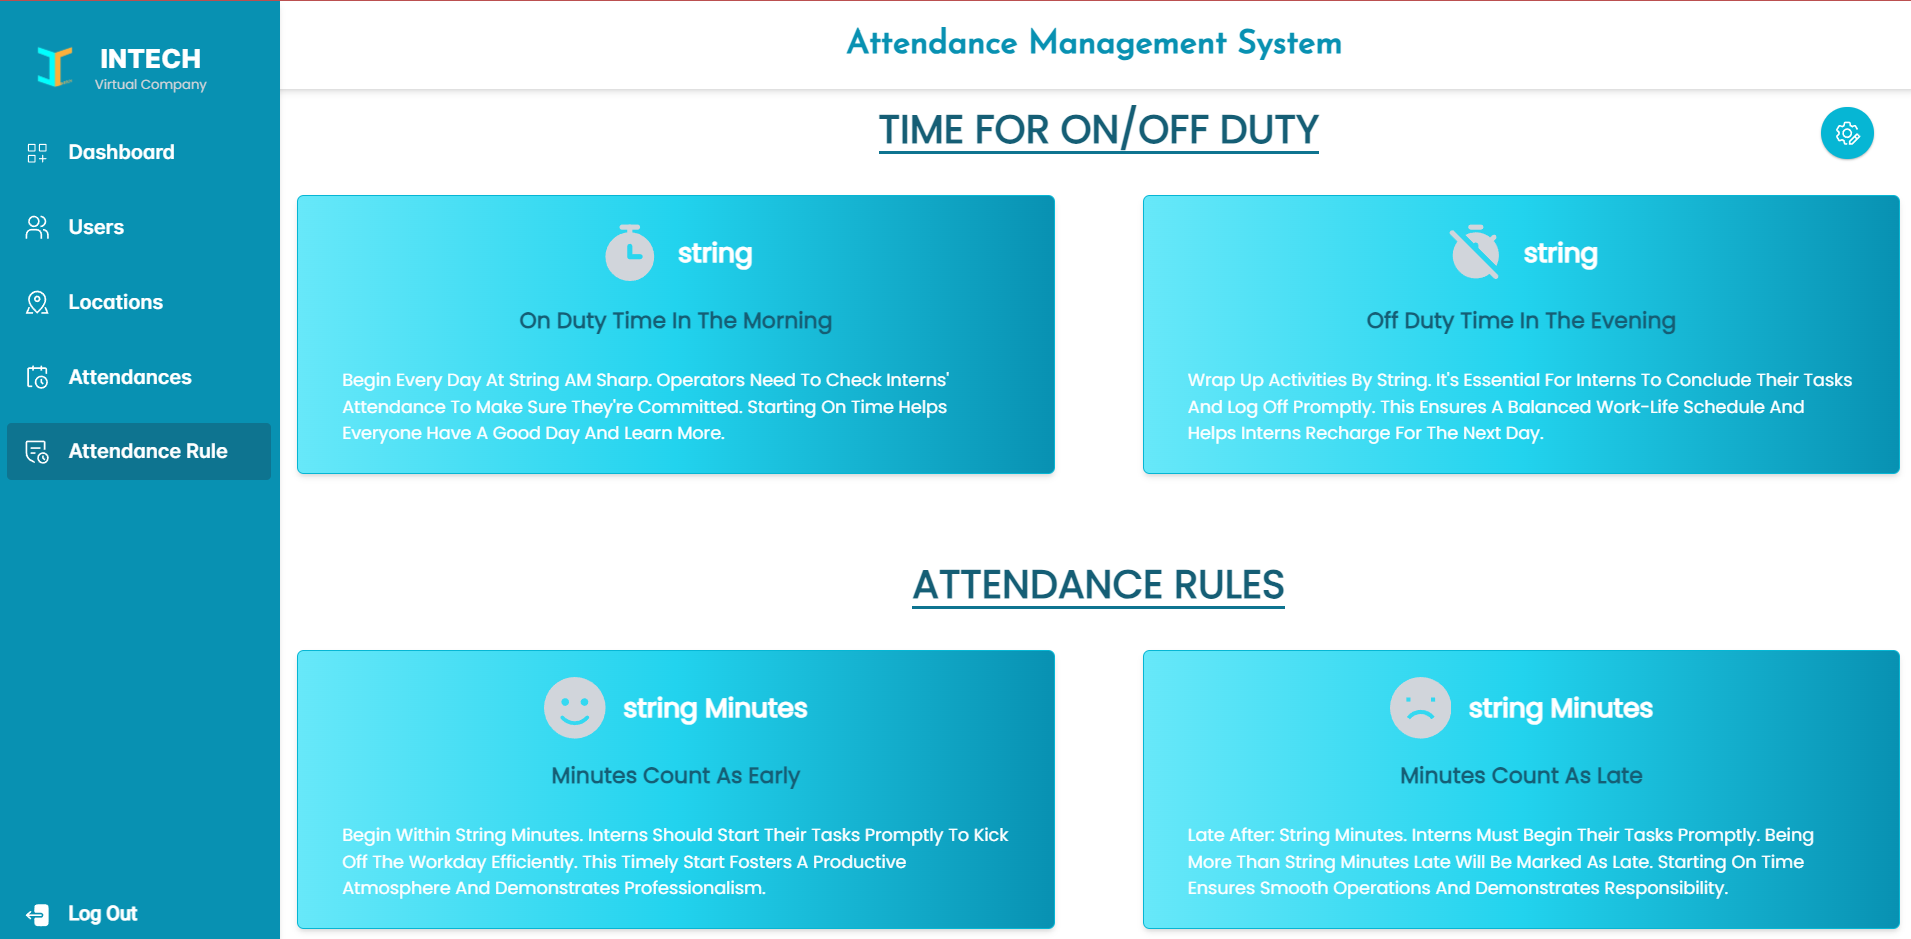 INTECH
Virtual Company
Dashboard
Users
Locations
Attendances
Attendance Rule
Log Out
Attendance Management System
TIME FOR ON/OFF DUTY
string
On Duty Time In The Morning
Begin Every Day At String AM Sharp. Operators Need To Check Interns'
Attendance To Make Sure They're Committed. Starting On Time Helps
Everyone Have A Good Day And Learn More.
string
Off Duty Time In The Evening
Wrap Up Activities By String. It's Essential For Interns To Conclude Their Tasks
And Log Off Promptly. This Ensures A Balanced Work-Life Schedule And
Helps Interns Recharge For The Next Day.
ATTENDANCE RULES
string Minutes
Minutes Count As Early
Begin Within String Minutes. Interns Should Start Their Tasks Promptly To Kick
Off The Workday Efficiently. This Timely Start Fosters A Productive
Atmosphere And Demonstrates Professionalism.
string Minutes
Minutes Count As Late
Late After: String Minutes. Interns Must Begin Their Tasks Promptly. Being
More Than String Minutes Late Will Be Marked As Late. Starting On Time
Ensures Smooth Operations And Demonstrates Responsibility.